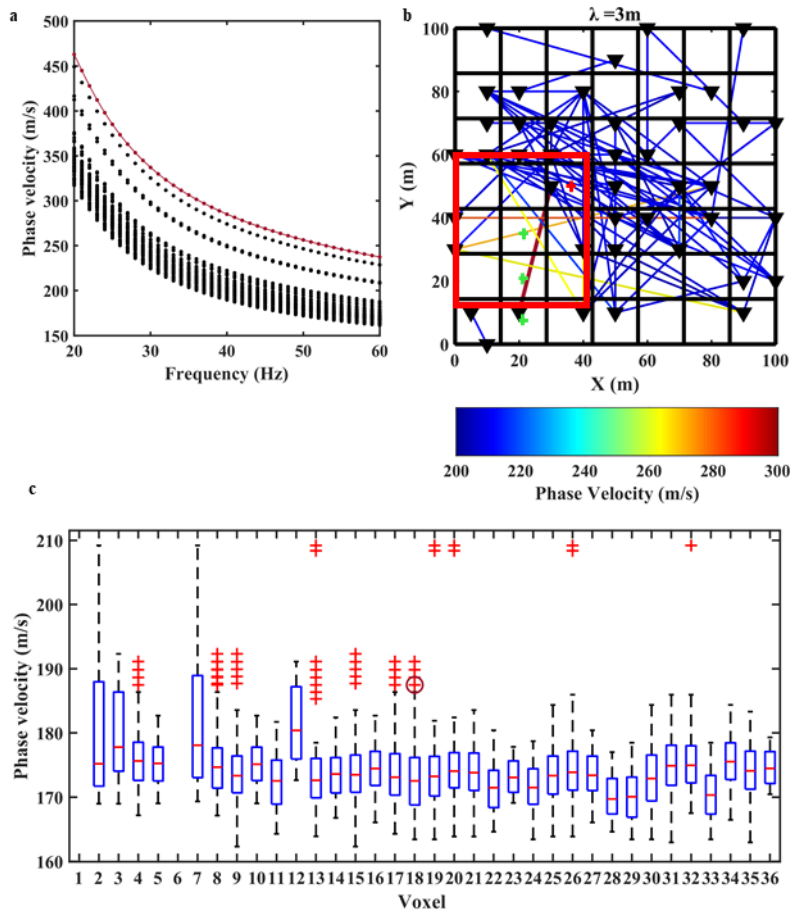 a
500
450
400
350
300
250
200
150
Phase velocity (m/s)
20 30 40 50 60
Frequency (Hz)
b
λ =3m
100
80
60
40
20
0
Y (m)
0 20 40 60 80 100
X (m)
200 220 240 260 280 300
Phase Velocity (m/s)
c
210
200
190
180
170
160
Phase velocity (m/s)
1 2 3 4 5 6 7 8 9 10 11 12 13 14 15 16 17 18 19 20 21 22 23 24 25 26 27 28 29 30 31 32 33 34 35 36
Voxel